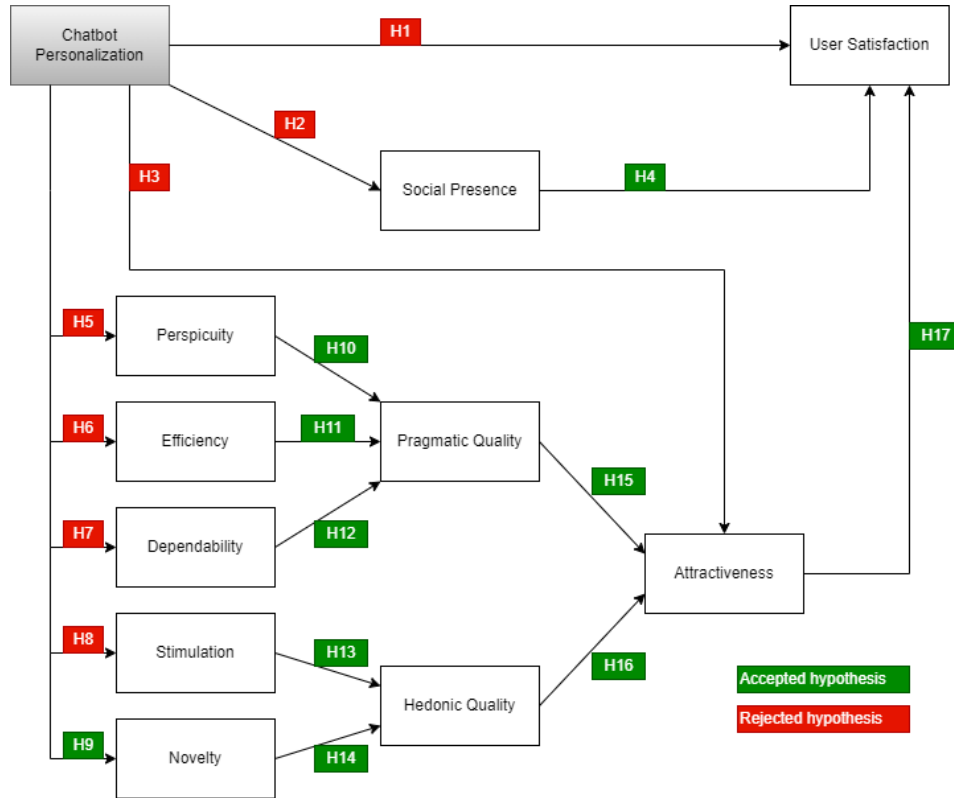 Chatbot
Personalization
H1
User Satisfaction
H2
H3
Social Presence
H4
H5
Perspicuity
H10
H17
H6
Efficiency
H11
Pragmatic Quality
H15
H7
Dependability
H12
Attractiveness
H8
Stimulation
H13
H16
Hedonic Quality
Accepted hypothesis
Rejected hypothesis
H9
Novelty
H14